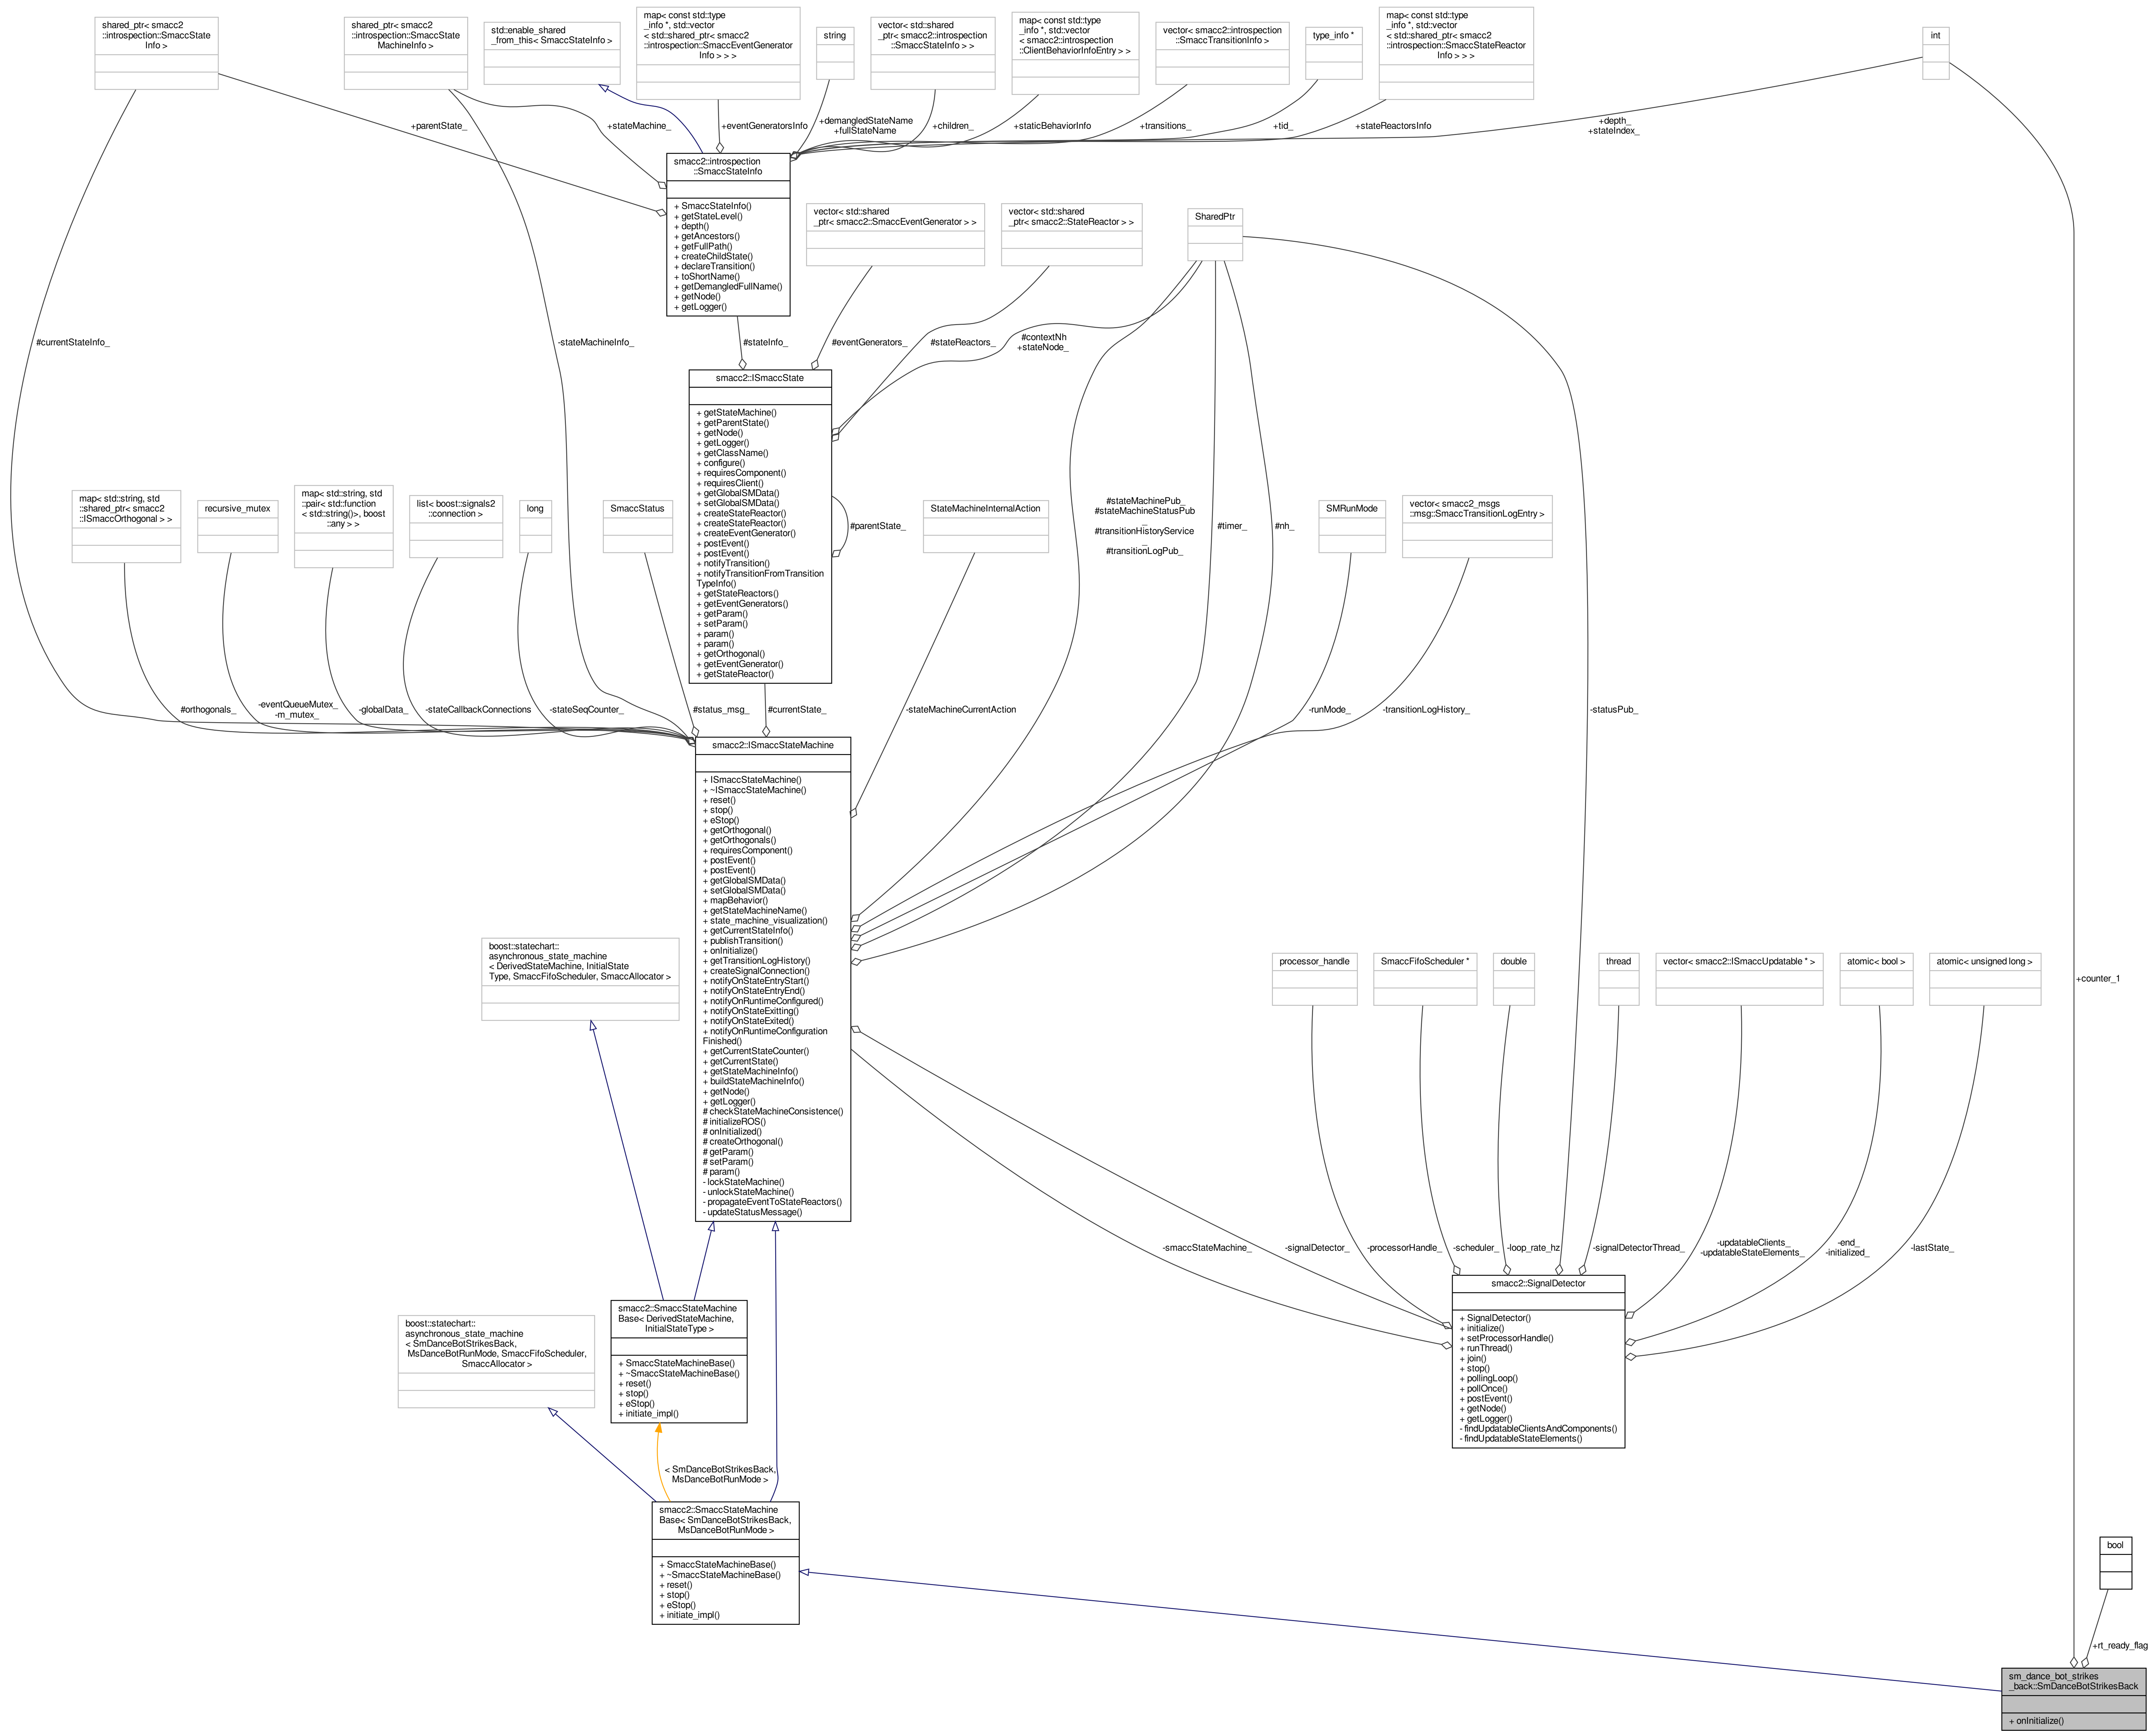 shared_ptr< smacc2
::introspection::SmaccState
Info >
shared_ptr< smacc2
::introspection::SmaccState
MachineInfo >
std::enable_shared
_from_this< SmaccStateInfo >
map< const std::type
_info *, std::vector
< std::shared_ptr< smacc2
::introspection::SmaccEventGenerator
Info > > >
string
vector< std::shared
_ptr< smacc2::introspection
::SmaccStateInfo > >
map< const std::type
_info *, std::vector
< smacc2::introspection
::ClientBehaviorInfoEntry > >
vector< smacc2::introspection
::SmaccTransitionInfo >
type_info *
map< const std::type
_info *, std::vector
< std::shared_ptr< smacc2
::introspection::SmaccStateReactor
Info > > >
int
+parentState_
+stateMachine_
+eventGeneratorsInfo
+demangledStateName
+fullStateName
+children_
+staticBehaviorInfo
+transitions_
+tid_
+stateReactorsInfo
+depth_
+stateIndex_
smacc2::introspection
::SmaccStateInfo
+ SmaccStateInfo()
+ getStateLevel()
+ depth()
+ getAncestors()
+ getFullPath()
+ createChildState()
+ declareTransition()
+ toShortName()
+ getDemangledFullName()
+ getNode()
+ getLogger()
vector< std::shared
_ptr< smacc2::SmaccEventGenerator > >
vector< std::shared
_ptr< smacc2::StateReactor > >
SharedPtr
#currentStateInfo_
-stateMachineInfo_
#stateInfo_
#eventGenerators_
#stateReactors_
#contextNh
+stateNode_
smacc2::ISmaccState
+ getStateMachine()
+ getParentState()
+ getNode()
+ getLogger()
+ getClassName()
+ configure()
+ requiresComponent()
+ requiresClient()
+ getGlobalSMData()
+ setGlobalSMData()
+ createStateReactor()
+ createStateReactor()
+ createEventGenerator()
+ postEvent()
+ postEvent()
+ notifyTransition()
+ notifyTransitionFromTransition
TypeInfo()
+ getStateReactors()
+ getEventGenerators()
+ getParam()
+ setParam()
+ param()
+ param()
+ getOrthogonal()
+ getEventGenerator()
+ getStateReactor()
#parentState_
map< std::string, std
::shared_ptr< smacc2
::ISmaccOrthogonal > >
recursive_mutex
map< std::string, std
::pair< std::function
< std::string()>, boost
::any > >
list< boost::signals2
::connection >
long
SmaccStatus
StateMachineInternalAction
#stateMachinePub_
#stateMachineStatusPub
_
#transitionHistoryService
_
#transitionLogPub_
#timer_
#nh_
SMRunMode
vector< smacc2_msgs
::msg::SmaccTransitionLogEntry >
#orthogonals_
-eventQueueMutex_
-m_mutex_
-globalData_
-stateCallbackConnections
-stateSeqCounter_
#status_msg_
#currentState_
-stateMachineCurrentAction
-runMode_
-transitionLogHistory_
-statusPub_
smacc2::ISmaccStateMachine
+ ISmaccStateMachine()
+ ~ISmaccStateMachine()
+ reset()
+ stop()
+ eStop()
+ getOrthogonal()
+ getOrthogonals()
+ requiresComponent()
+ postEvent()
+ postEvent()
+ getGlobalSMData()
+ setGlobalSMData()
+ mapBehavior()
+ getStateMachineName()
+ state_machine_visualization()
+ getCurrentStateInfo()
+ publishTransition()
+ onInitialize()
+ getTransitionLogHistory()
+ createSignalConnection()
+ notifyOnStateEntryStart()
+ notifyOnStateEntryEnd()
+ notifyOnRuntimeConfigured()
+ notifyOnStateExitting()
+ notifyOnStateExited()
+ notifyOnRuntimeConfiguration
Finished()
+ getCurrentStateCounter()
+ getCurrentState()
+ getStateMachineInfo()
+ buildStateMachineInfo()
+ getNode()
+ getLogger()
# checkStateMachineConsistence()
# initializeROS()
# onInitialized()
# createOrthogonal()
# getParam()
# setParam()
# param()
- lockStateMachine()
- unlockStateMachine()
- propagateEventToStateReactors()
- updateStatusMessage()
boost::statechart::
asynchronous_state_machine
< DerivedStateMachine, InitialState
Type, SmaccFifoScheduler, SmaccAllocator >
processor_handle
SmaccFifoScheduler *
double
thread
vector< smacc2::ISmaccUpdatable * >
atomic< bool >
atomic< unsigned long >
+counter_1
-smaccStateMachine_
-signalDetector_
-processorHandle_
-scheduler_
-loop_rate_hz
-signalDetectorThread_
-updatableClients_
-updatableStateElements_
-end_
-initialized_
-lastState_
smacc2::SignalDetector
+ SignalDetector()
+ initialize()
+ setProcessorHandle()
+ runThread()
+ join()
+ stop()
+ pollingLoop()
+ pollOnce()
+ postEvent()
+ getNode()
+ getLogger()
- findUpdatableClientsAndComponents()
- findUpdatableStateElements()
smacc2::SmaccStateMachine
Base< DerivedStateMachine,
InitialStateType >
+ SmaccStateMachineBase()
+ ~SmaccStateMachineBase()
+ reset()
+ stop()
+ eStop()
+ initiate_impl()
boost::statechart::
asynchronous_state_machine
< SmDanceBotStrikesBack,
MsDanceBotRunMode, SmaccFifoScheduler,
SmaccAllocator >
< SmDanceBotStrikesBack,
MsDanceBotRunMode >
smacc2::SmaccStateMachine
Base< SmDanceBotStrikesBack,
MsDanceBotRunMode >
+ SmaccStateMachineBase()
+ ~SmaccStateMachineBase()
+ reset()
+ stop()
+ eStop()
+ initiate_impl()
bool
+rt_ready_flag
sm_dance_bot_strikes
_back::SmDanceBotStrikesBack
+ onInitialize()